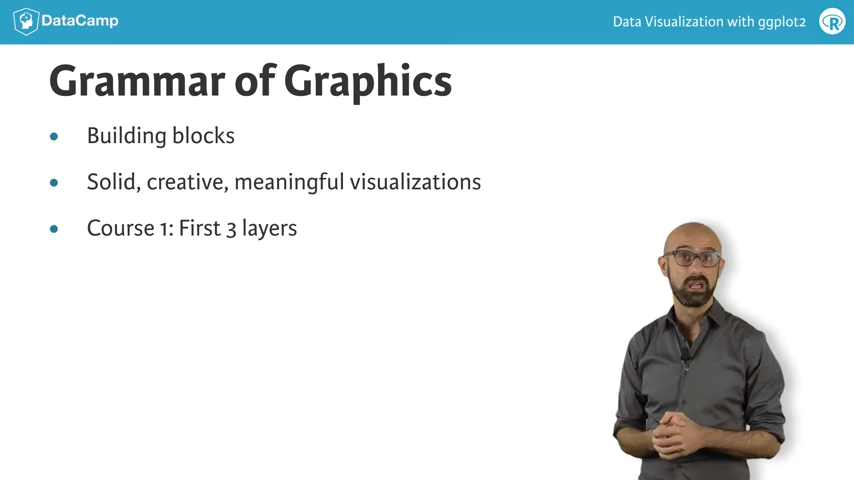 DataCamp
Data Visualization with ggplot2
R
Grammar of Graphics
• Building blocks
• Solid, creative, meaningful visualizations
• Course 1: First 3 layers